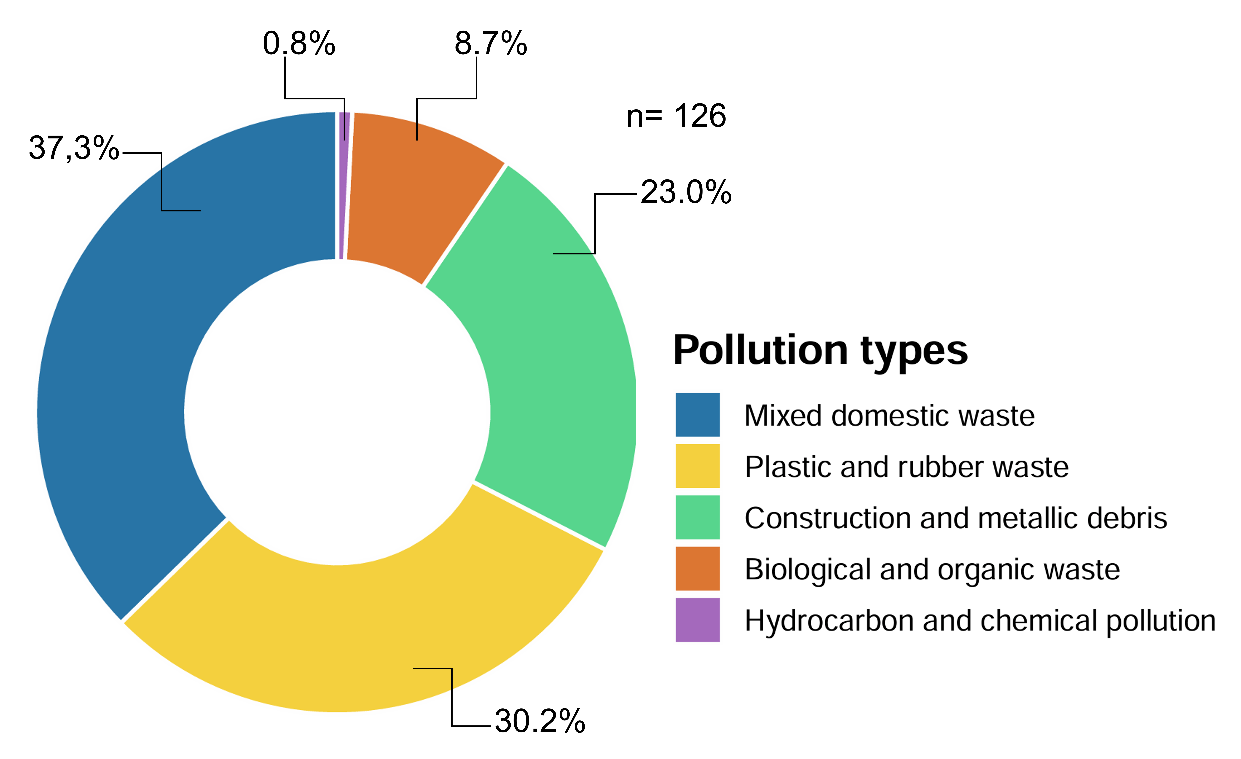 0.8%
8.7%
n= 126
37,3%
23.0%
Pollution types
Mixed domestic waste
Plastic and rubber waste
Construction and metallic debris
Biological and organic waste
Hydrocarbon and chemical pollution
30.2%